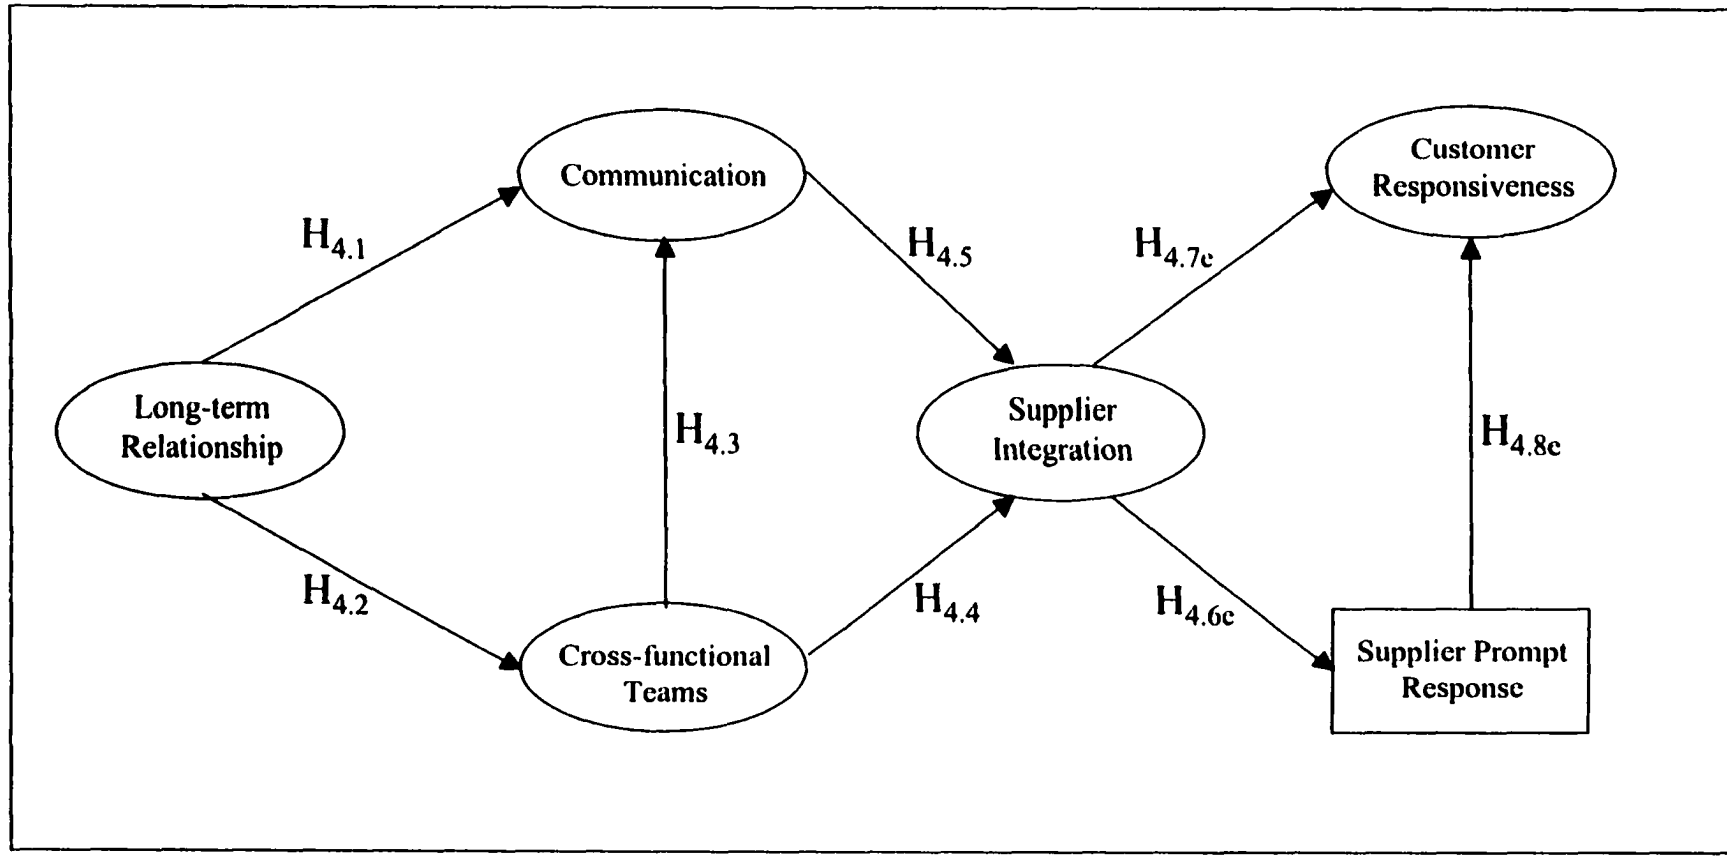 Communication
Customer
Responsiveness
H4.1
H4.5
H4.7c
Long-term
Relationship
H4.3
Supplier
Integration
H4.8c
H4.2
H4.4
H4.6c
Cross-functional
Teams
Supplier Prompt
Response